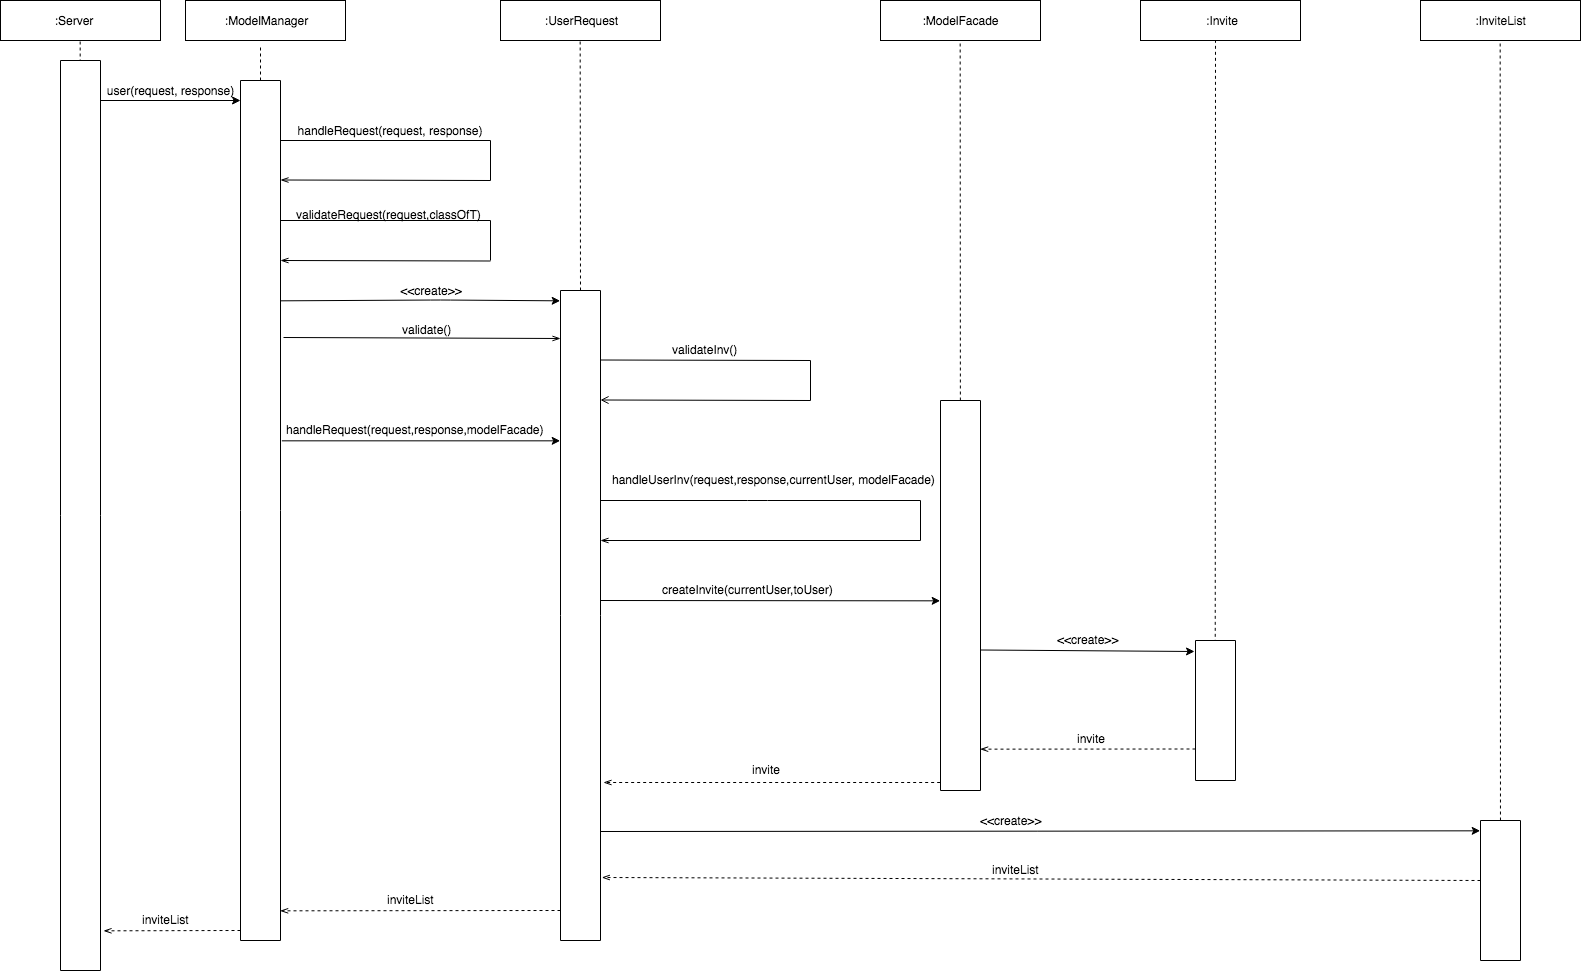 :Server
:ModelManager
:UserRequest
:ModelFacade
:Invite
:InviteList
user(request, response)
handleRequest(request, response)
validateRequest(request,classOfT)
<<create>>
validate()
validateInv()
handleRequest(request,response,modelFacade)
handleUserInv(request,response,currentUser, modelFacade)
createInvite(currentUser,toUser)
<<create>>
invite
invite
<<create>>
inviteList
inviteList
inviteList